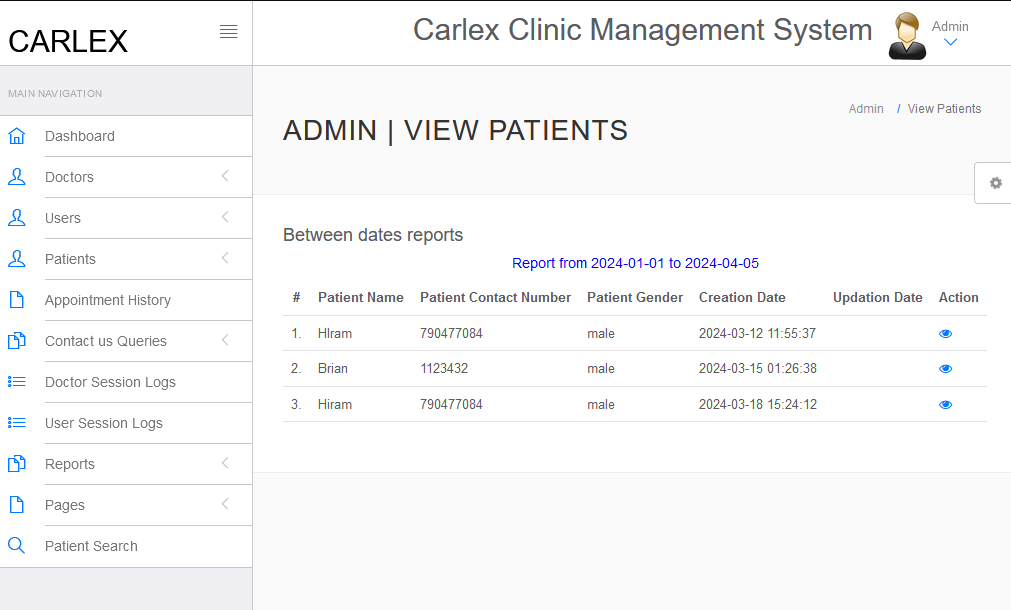 CARLEX
Carlex Clinic Management System
Admin
MAIN NAVIGATION
Dashboard
Doctors
Users
Patients
Appointment History
Contact us Queries
Doctor Session Logs
User Session Logs
Reports
Pages
Patient Search
ADMIN | VIEW PATIENTS
Admin / View Patients
Between dates reports
Report from 2024-01-01 to 2024-04-05
# Patient Name Patient Contact Number Patient Gender Creation Date Updation Date Action
1. HIram 790477084 male 2024-03-12 11:55:37
2. Brian 1123432 male 2024-03-15 01:26:38
3. Hiram 790477084 male 2024-03-18 15:24:12